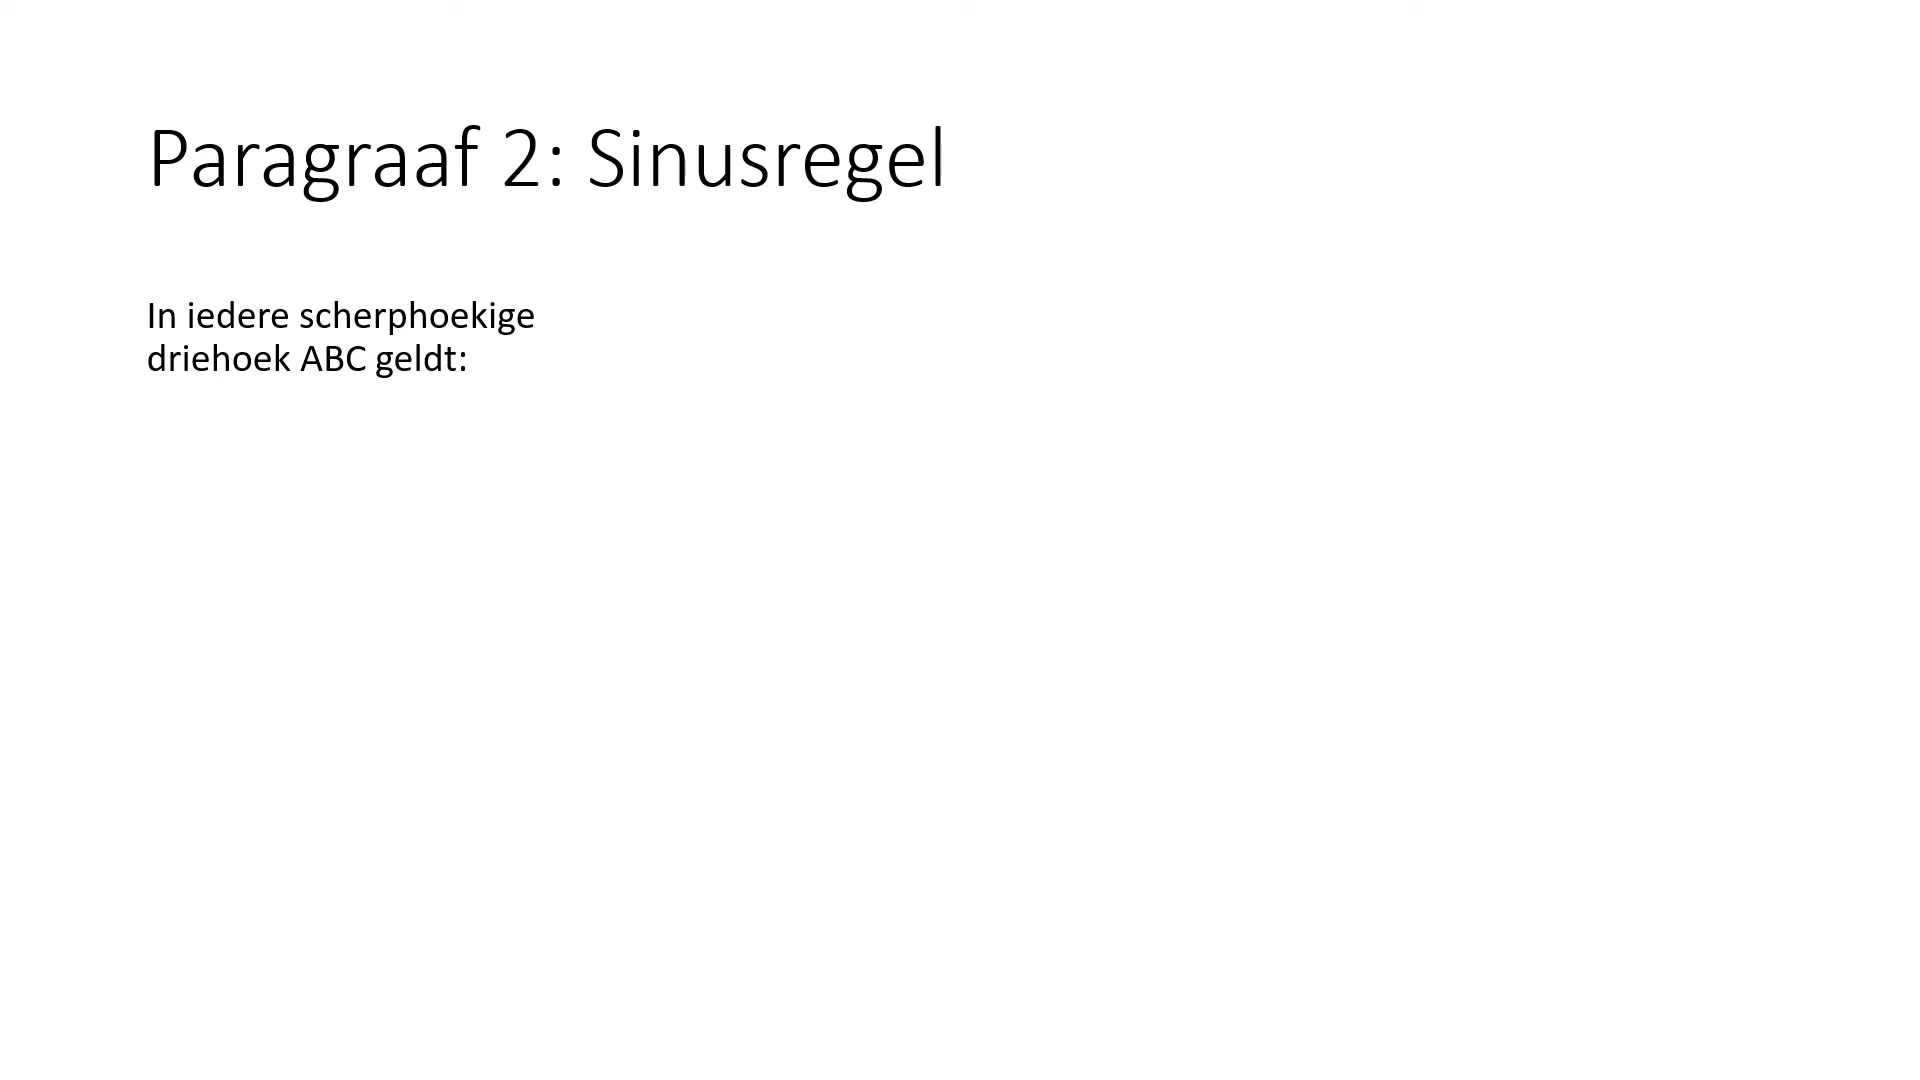 Paragraaf 2: Sinusregel
In iedere scherphoekige
driehoek ABC geldt: